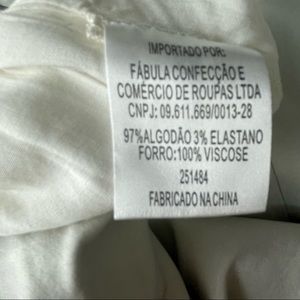 IMPORTADO POR:
FÁBULA CONFECÇÃO E
COMÉRCIO DE ROUPAS LTDA
CNPJ: 09.611.669/0013-28
97%ALGODÃO 3% ELASTANO
FORRO:100% VISCOSE
251484
FABRICADO NA CHINA